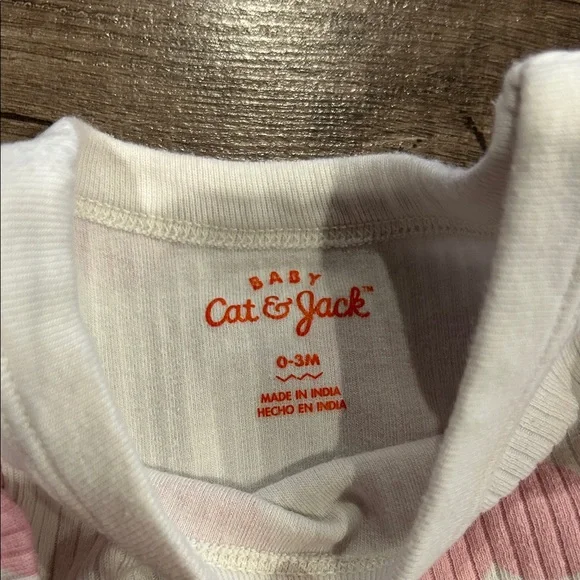 BABY
Cat & Jack™
0-3M
MADE IN INDIA
HECHO EN INDIA